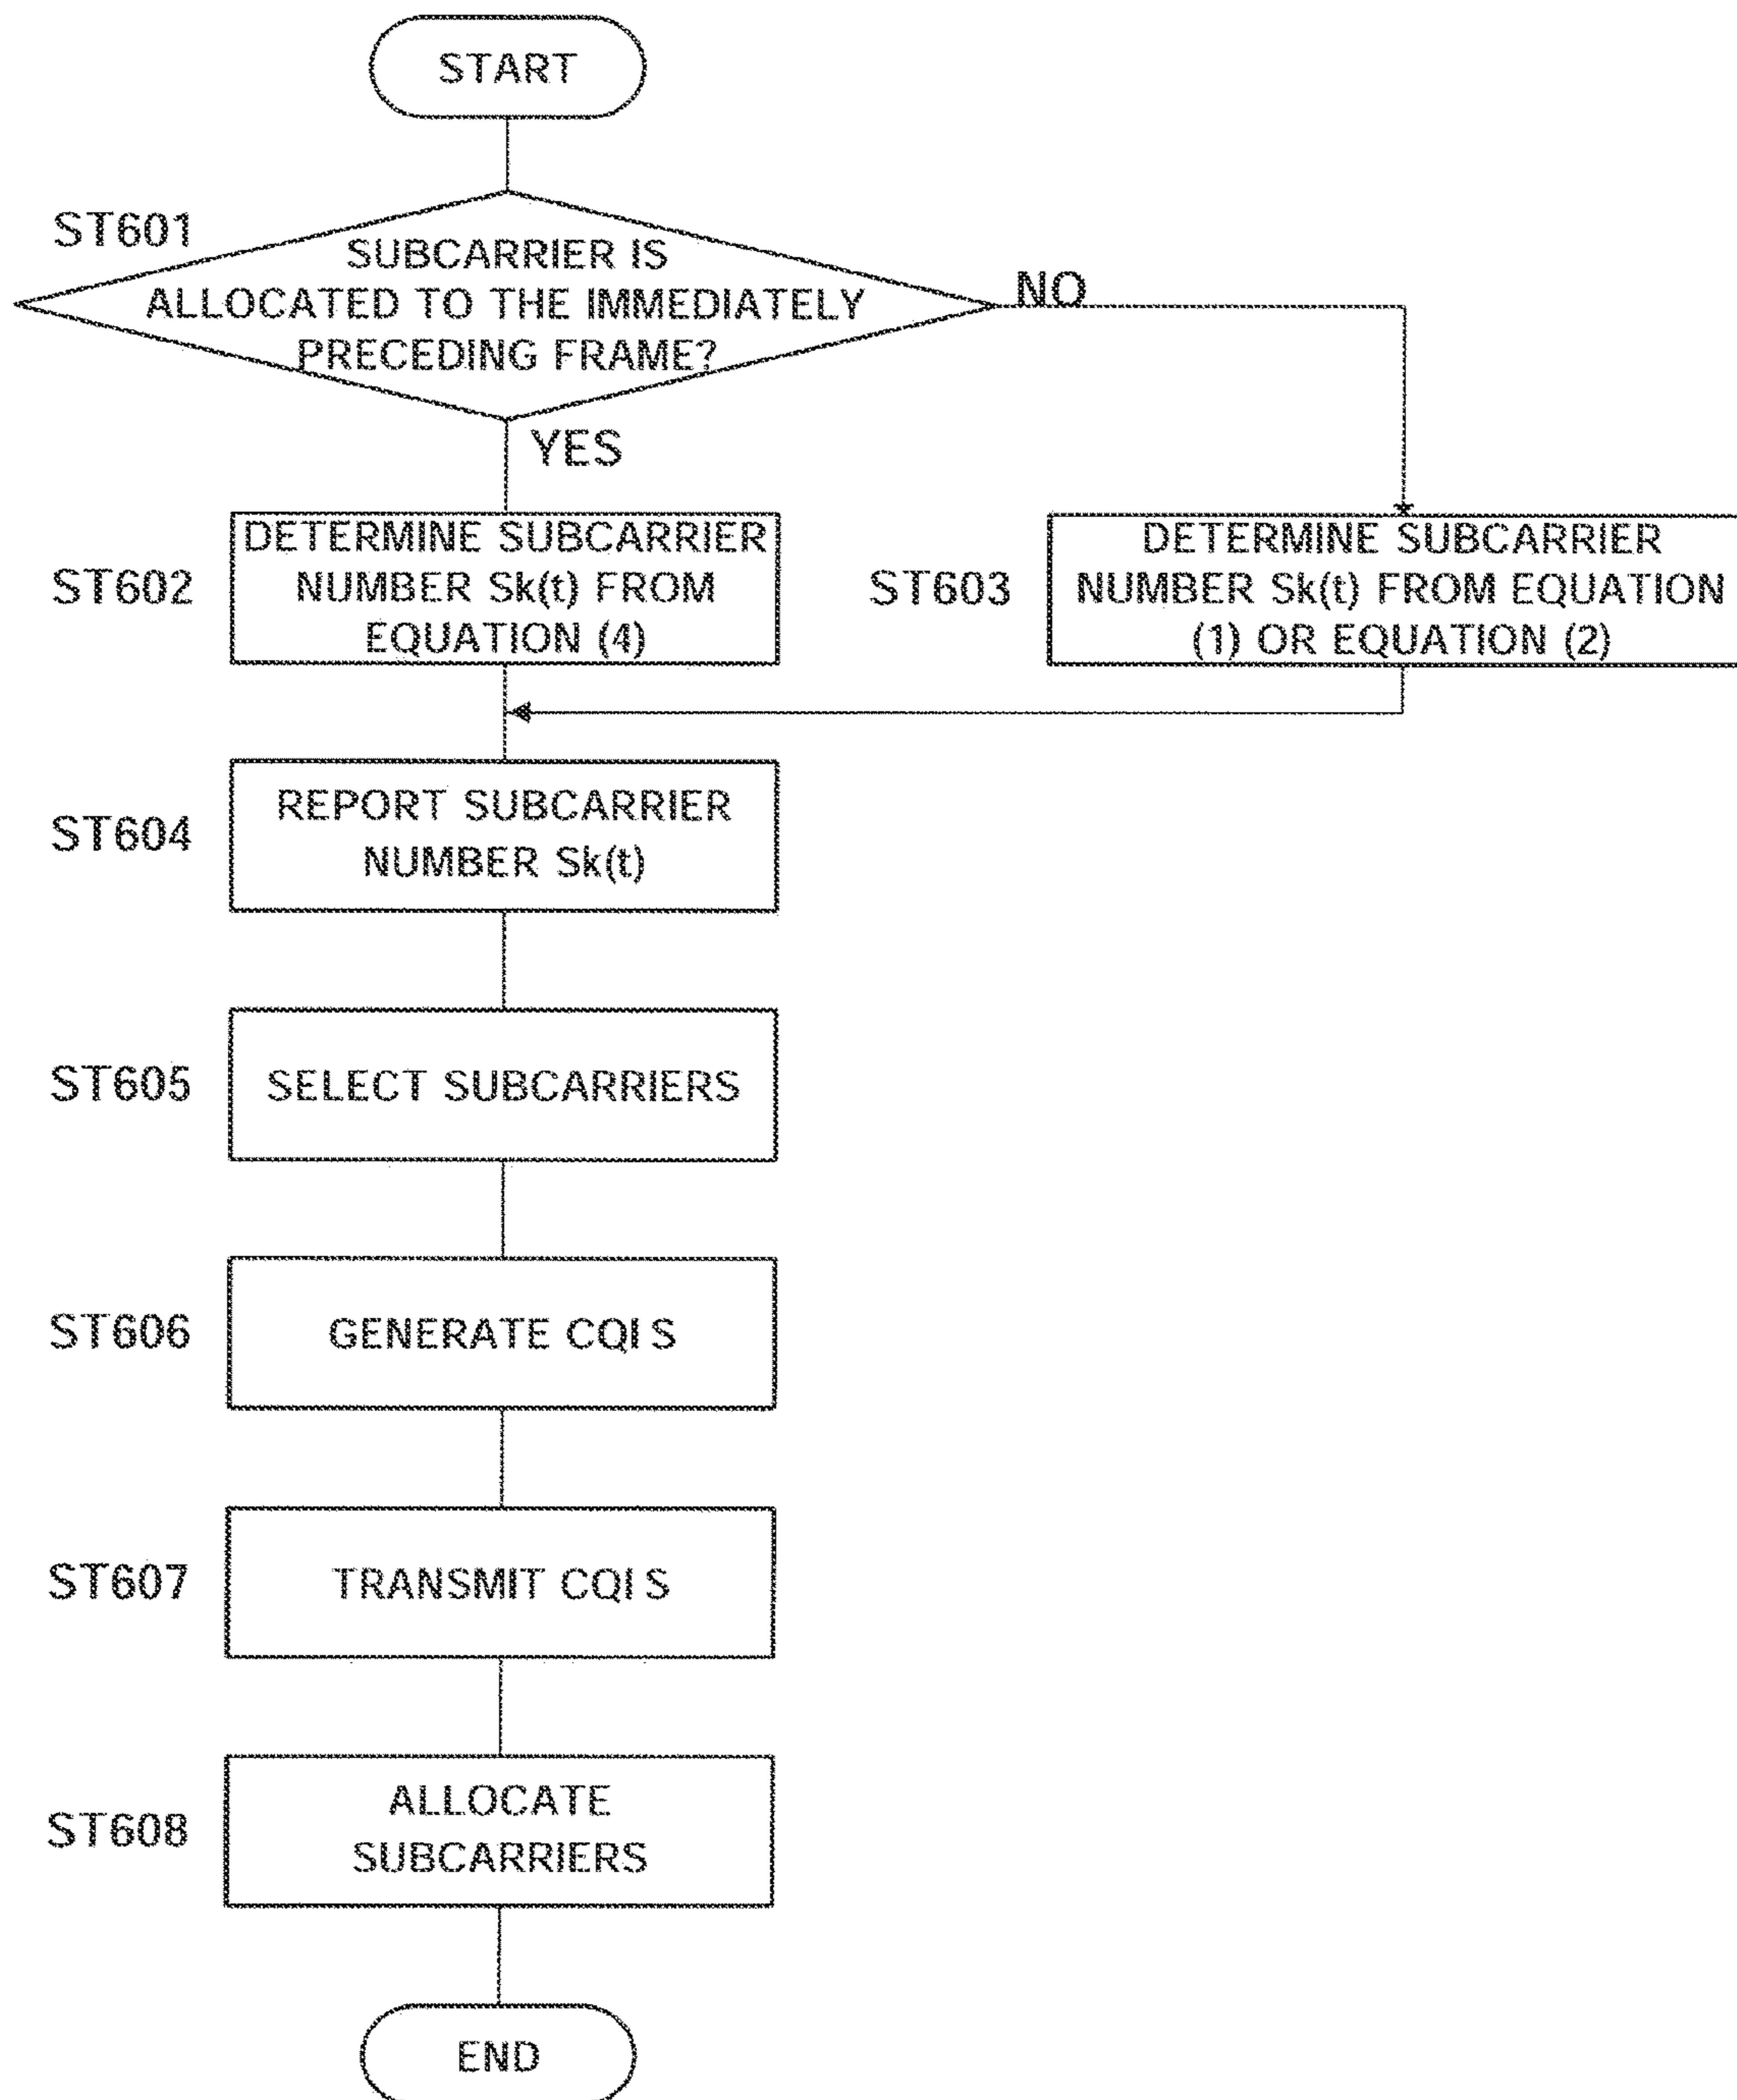 START
ST601
SUBCARRIER IS
ALLOCATED TO THE IMMEDIATELY
PRECEDING FRAME?
NO
YES
ST602
DETERMINE SUBCARRIER
NUMBER Sk(t) FROM
EQUATION (4)
ST603
DETERMINE SUBCARRIER
NUMBER Sk(t) FROM EQUATION
(1) OR EQUATION (2)
ST604
REPORT SUBCARRIER
NUMBER Sk(t)
ST605
SELECT SUBCARRIERS
ST606
GENERATE CQI S
ST607
TRANSMIT CQI S
ST608
ALLOCATE
SUBCARRIERS
END